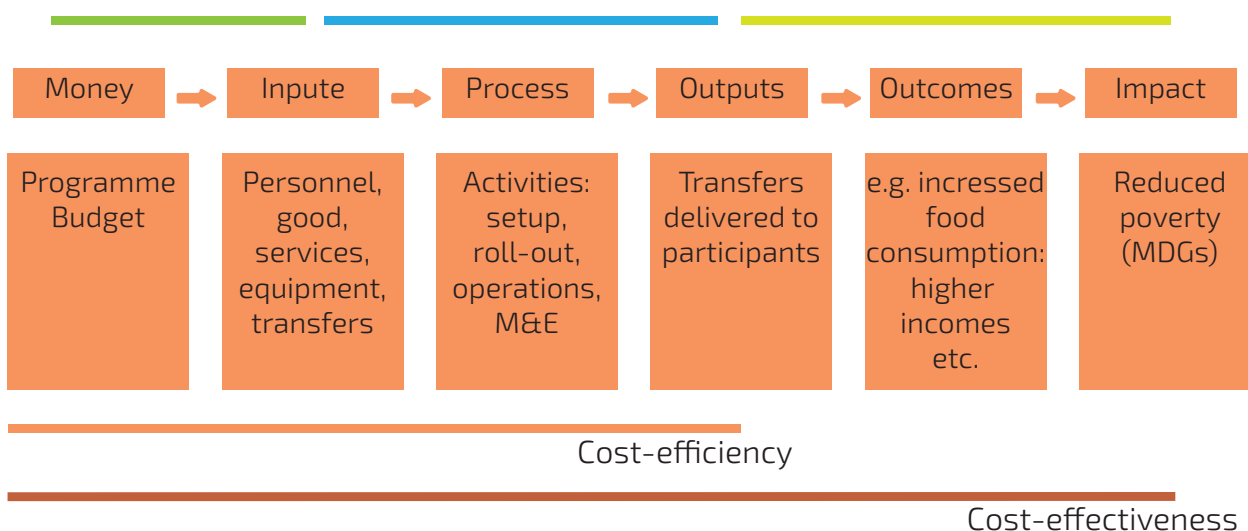 Money
Inpute
Process
Outputs
Outcomes
Impact
Programme
Budget
Personnel,
good,
services,
equipment,
transfers
Activities:
setup,
roll-out,
operations,
M&E
Transfers
delivered to
participants
e.g. incressed
food
consumption:
higher
incomes
etc.
Reduced
poverty
(MDGs)
Cost-efficiency
Cost-effectiveness